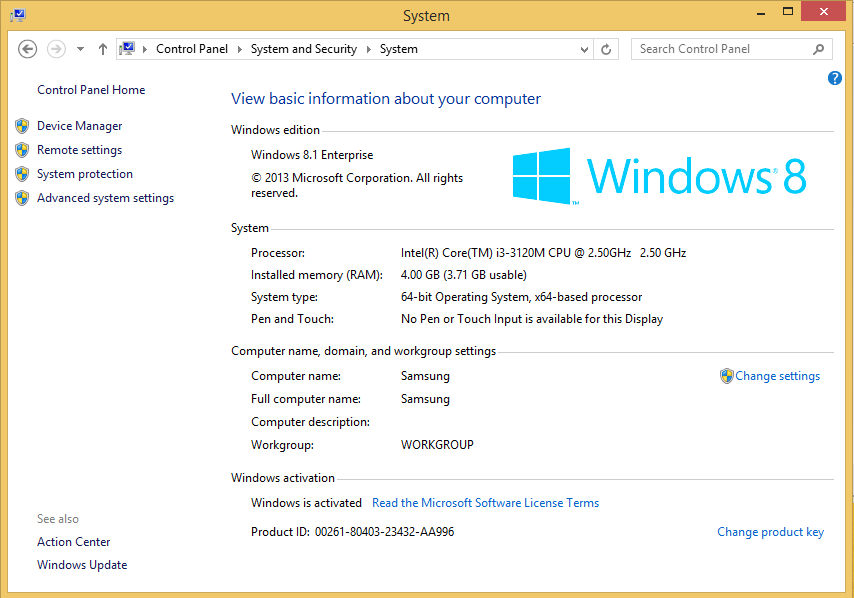 System
Control Panel System and Security System
Search Control Panel
Control Panel Home
Device Manager
Remote settings
System protection
Advanced system settings
See also
Action Center
Windows Update
View basic information about your computer
Windows edition
Windows 8.1 Enterprise
© 2013 Microsoft Corporation. All rights
reserved.
Windows® 8
™
System
Processor: Intel(R) Core(TM) i3-3120M CPU @ 2.50GHz 2.50 GHz
Installed memory (RAM): 4.00 GB (3.71 GB usable)
System type: 64-bit Operating System, x64-based processor
Pen and Touch: No Pen or Touch Input is available for this Display
Computer name, domain, and workgroup settings
Computer name: Samsung Change settings
Full computer name: Samsung
Computer description:
Workgroup: WORKGROUP
Windows activation
Windows is activated Read the Microsoft Software License Terms
Product ID: 00261-80403-23432-AA996 Change product key